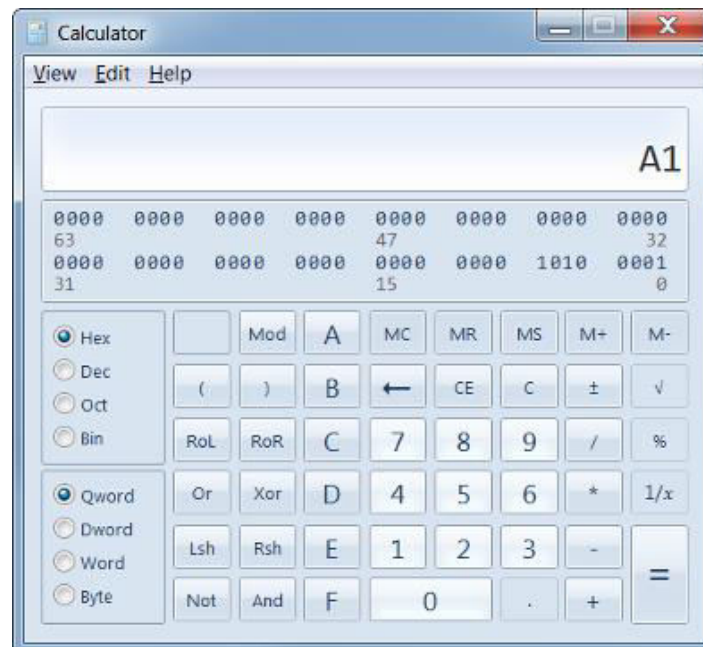 Calculator
View Edit Help
A1
0000 0000 0000 0000 0000 0000 0000 0000
63 47 32
0000 0000 0000 0000 0000 0000 1010 0001
31 15 0
Hex Mod A MC MR MS M+ M-
Dec
( ) B ← CE C ± √
Oct
Bin RoL RoR C 7 8 9 / %
Qword Or Xor D 4 5 6 * 1/x
Dword
Lsh Rsh E 1 2 3 - =
Word
Byte Not And F 0 . +